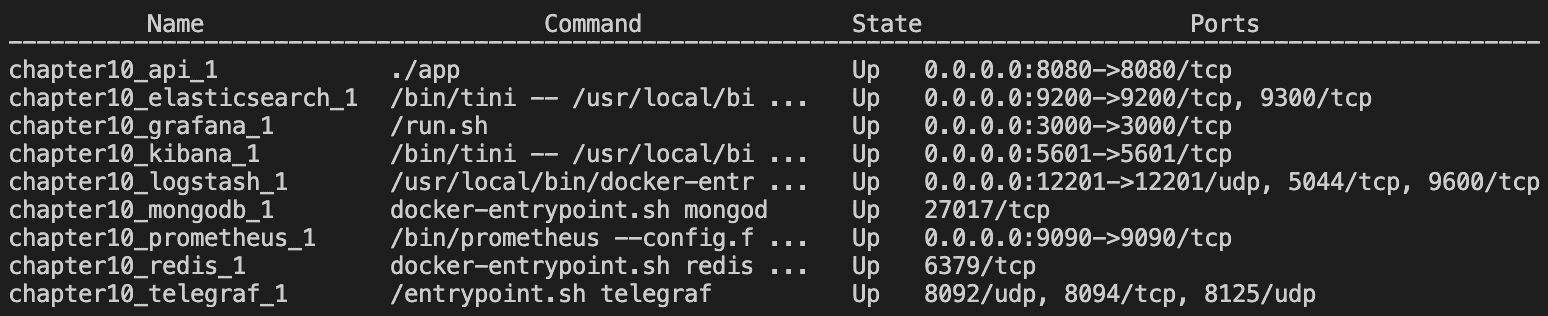 Name Command State Ports
chapter10_api_1 ./app Up 0.0.0.0:8080->8080/tcp
chapter10_elasticsearch_1 /bin/tini -- /usr/local/bi ... Up 0.0.0.0:9200->9200/tcp, 9300/tcp
chapter10_grafana_1 /run.sh Up 0.0.0.0:3000->3000/tcp
chapter10_kibana_1 /bin/tini -- /usr/local/bi ... Up 0.0.0.0:5601->5601/tcp
chapter10_logstash_1 /usr/local/bin/docker-entr ... Up 0.0.0.0:12201->12201/udp, 5044/tcp, 9600/tcp
chapter10_mongodb_1 docker-entrypoint.sh mongod Up 27017/tcp
chapter10_prometheus_1 /bin/prometheus --config.f ... Up 0.0.0.0:9090->9090/tcp
chapter10_redis_1 docker-entrypoint.sh redis ... Up 6379/tcp
chapter10_telegraf_1 /entrypoint.sh telegraf Up 8092/udp, 8094/tcp, 8125/udp